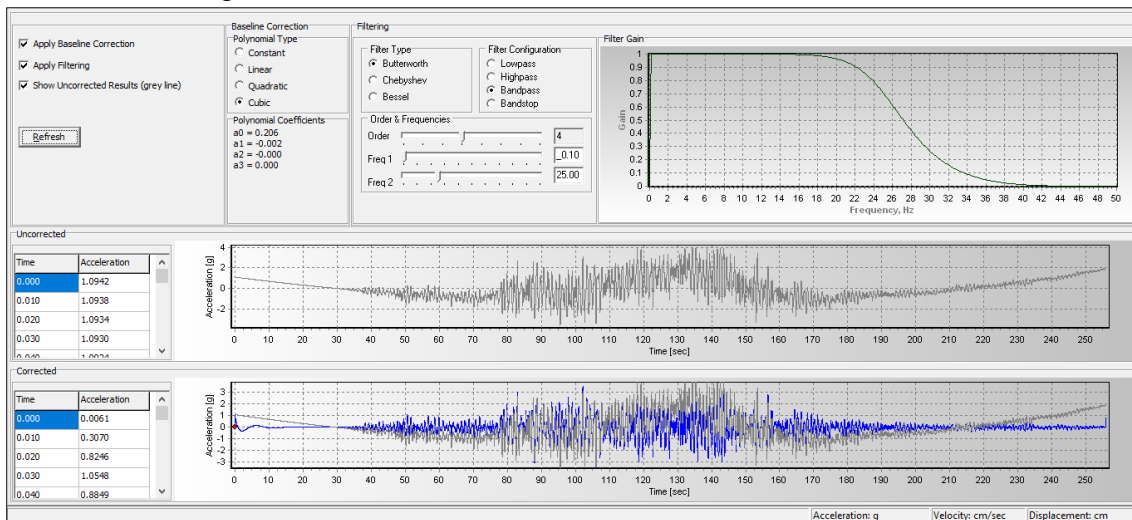 Apply Baseline Correction
Apply Filtering
Show Uncorrected Results (grey line)
Refresh
Baseline Correction
Polynomial Type
Constant
Linear
Quadratic
Cubic
Polynomial Coefficients
a0 = 0.206
a1 = -0.002
a2 = -0.000
a3 = 0.000
Filtering
Filter Type
Butterworth
Chebyshev
Bessel
Filter Configuration
Lowpass
Highpass
Bandpass
Bandstop
Order & Frequencies
Order 4
Freq 1 _0.10
Freq 2 25.00
Filter Gain
1
0.9
0.8
0.7
0.6
0.5
0.4
0.3
0.2
0.1
0
Gain
0 2 4 6 8 10 12 14 16 18 20 22 24 26 28 30 32 34 36 38 40 42 44 46 48 50
Frequency, Hz
Uncorrected
Time Acceleration
0.000 1.0942
0.010 1.0938
0.020 1.0934
0.030 1.0930
0.040 1.0924
Acceleration [g]
4
2
0
-2
0 10 20 30 40 50 60 70 80 90 100 110 120 130 140 150 160 170 180 190 200 210 220 230 240 250
Time [sec]
Corrected
Time Acceleration
0.000 0.0061
0.010 0.3070
0.020 0.8246
0.030 1.0548
0.040 0.8849
Acceleration [g]
3
2
1
0
-1
-2
-3
0 10 20 30 40 50 60 70 80 90 100 110 120 130 140 150 160 170 180 190 200 210 220 230 240 250
Time [sec]
Acceleration: g Velocity: cm/sec Displacement: cm